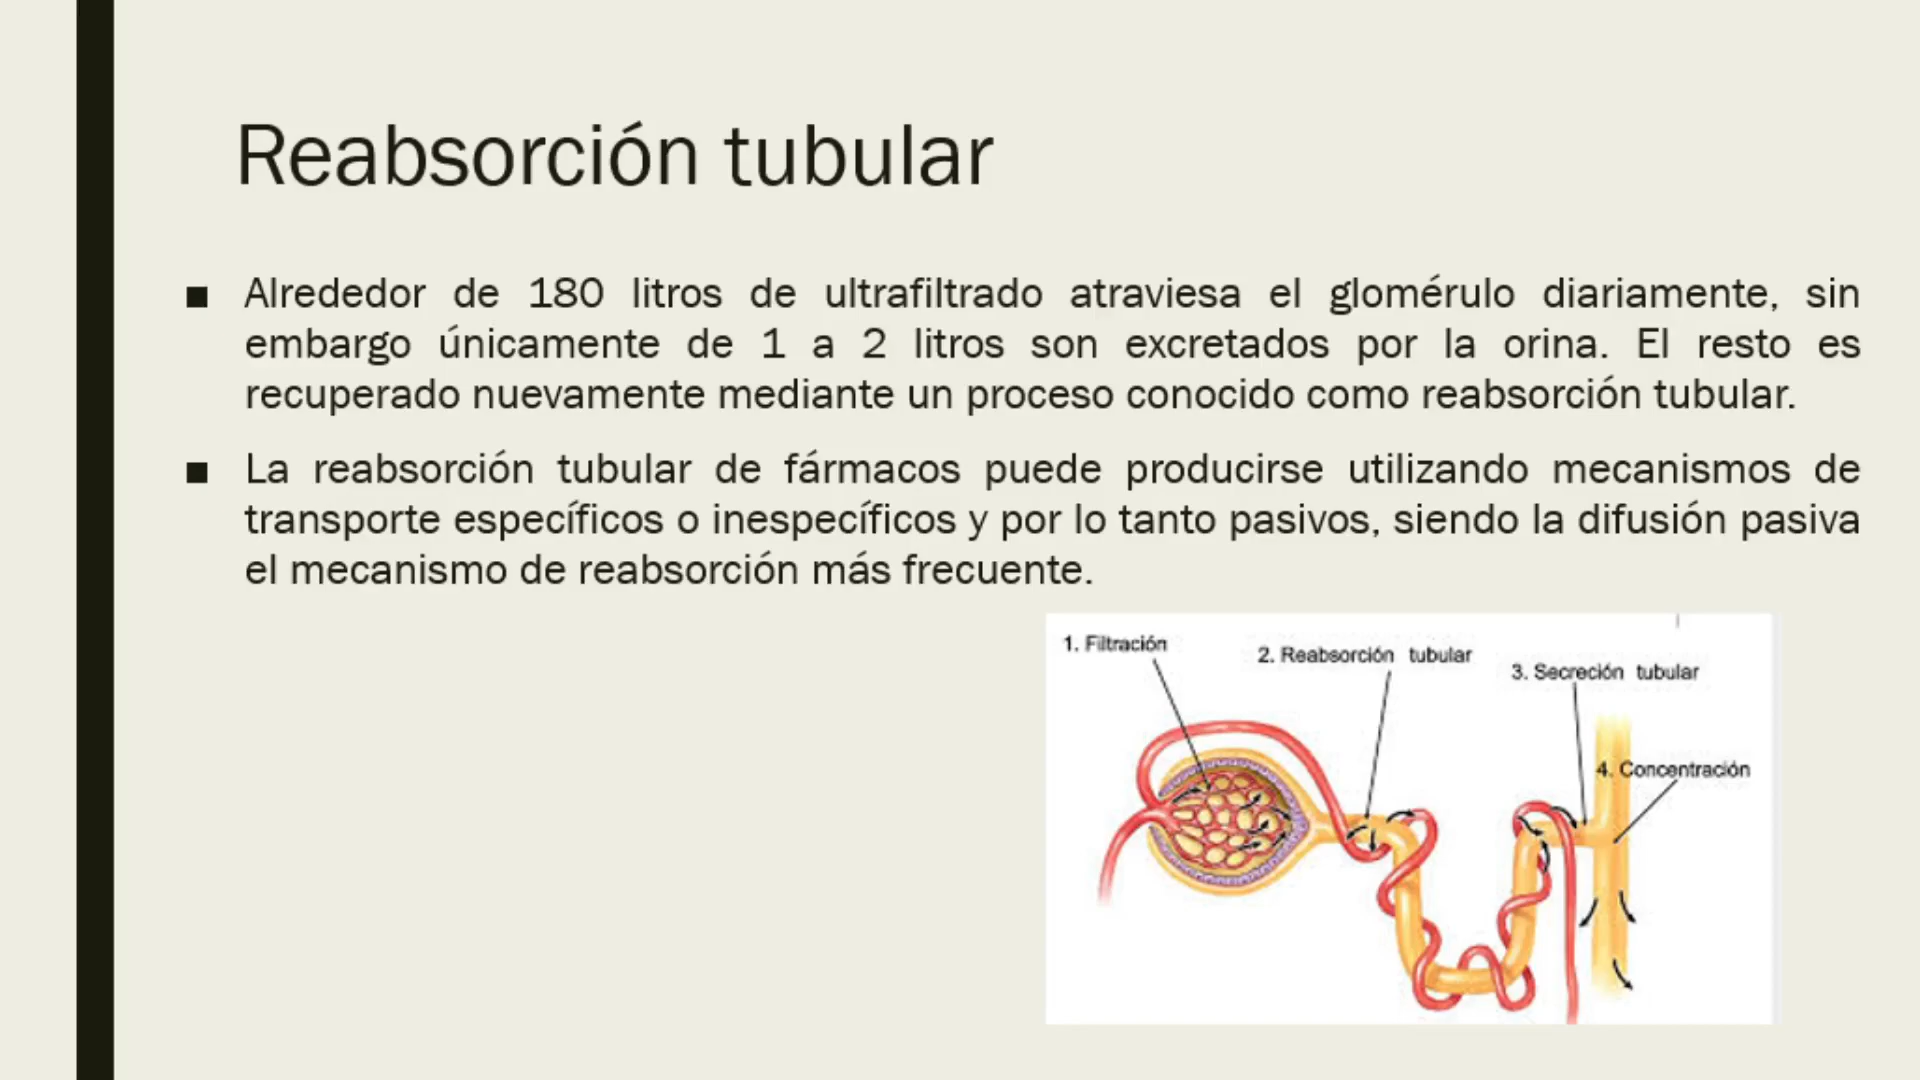 Reabsorción tubular
■ Alrededor de 180 litros de ultrafiltrado atraviesa el glomérulo diariamente, sin
embargo únicamente de 1 a 2 litros son excretados por la orina. El resto es
recuperado nuevamente mediante un proceso conocido como reabsorción tubular.
■ La reabsorción tubular de fármacos puede producirse utilizando mecanismos de
transporte específicos o inespecíficos y por lo tanto pasivos, siendo la difusión pasiva
el mecanismo de reabsorción más frecuente.
1. Filtración
2. Reabsorción tubular
3. Secreción tubular
4. Concentración